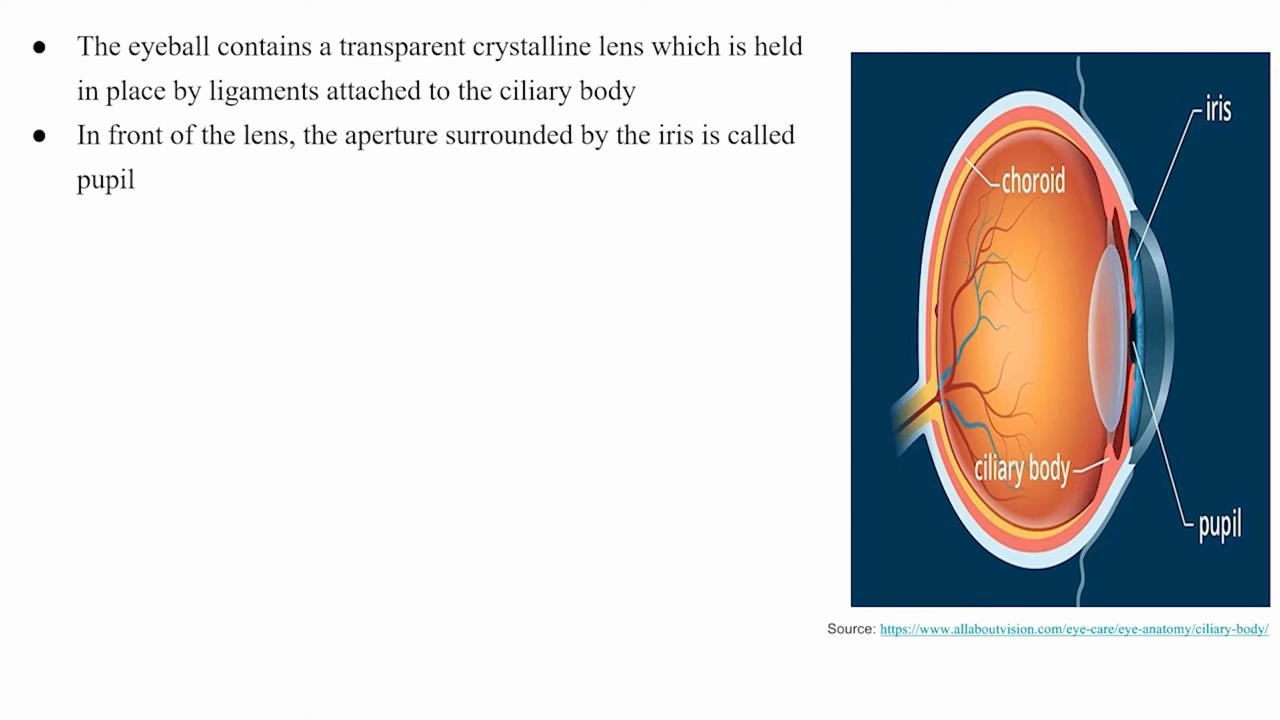 ● The eyeball contains a transparent crystalline lens which is held
in place by ligaments attached to the ciliary body
● In front of the lens, the aperture surrounded by the iris is called
pupil
iris
choroid
ciliary body
pupil
Source: https://www.allaboutvision.com/eye-care/eye-anatomy/ciliary-body/